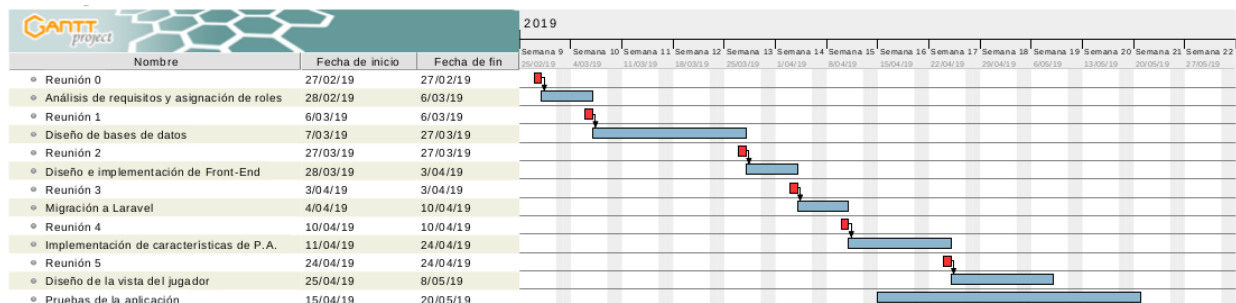 GANTT
project
2019
Semana 9 Semana 10 Semana 11 Semana 12 Semana 13 Semana 14 Semana 15 Semana 16 Semana 17 Semana 18 Semana 19 Semana 20 Semana 21 Semana 22
Nombre Fecha de inicio Fecha de fin
25/02/19 4/03/19 11/03/19 18/03/19 25/03/19 1/04/19 8/04/19 15/04/19 22/04/19 29/04/19 6/05/19 13/05/19 20/05/19 27/05/19
Reunión 0 27/02/19 27/02/19
Análisis de requisitos y asignación de roles 28/02/19 6/03/19
Reunión 1 6/03/19 6/03/19
Diseño de bases de datos 7/03/19 27/03/19
Reunión 2 27/03/19 27/03/19
Diseño e implementación de Front-End 28/03/19 3/04/19
Reunión 3 3/04/19 3/04/19
Migración a Laravel 4/04/19 10/04/19
Reunión 4 10/04/19 10/04/19
Implementación de características de P.A. 11/04/19 24/04/19
Reunión 5 24/04/19 24/04/19
Diseño de la vista del jugador 25/04/19 8/05/19
Pruebas de la aplicación 15/04/19 20/05/19